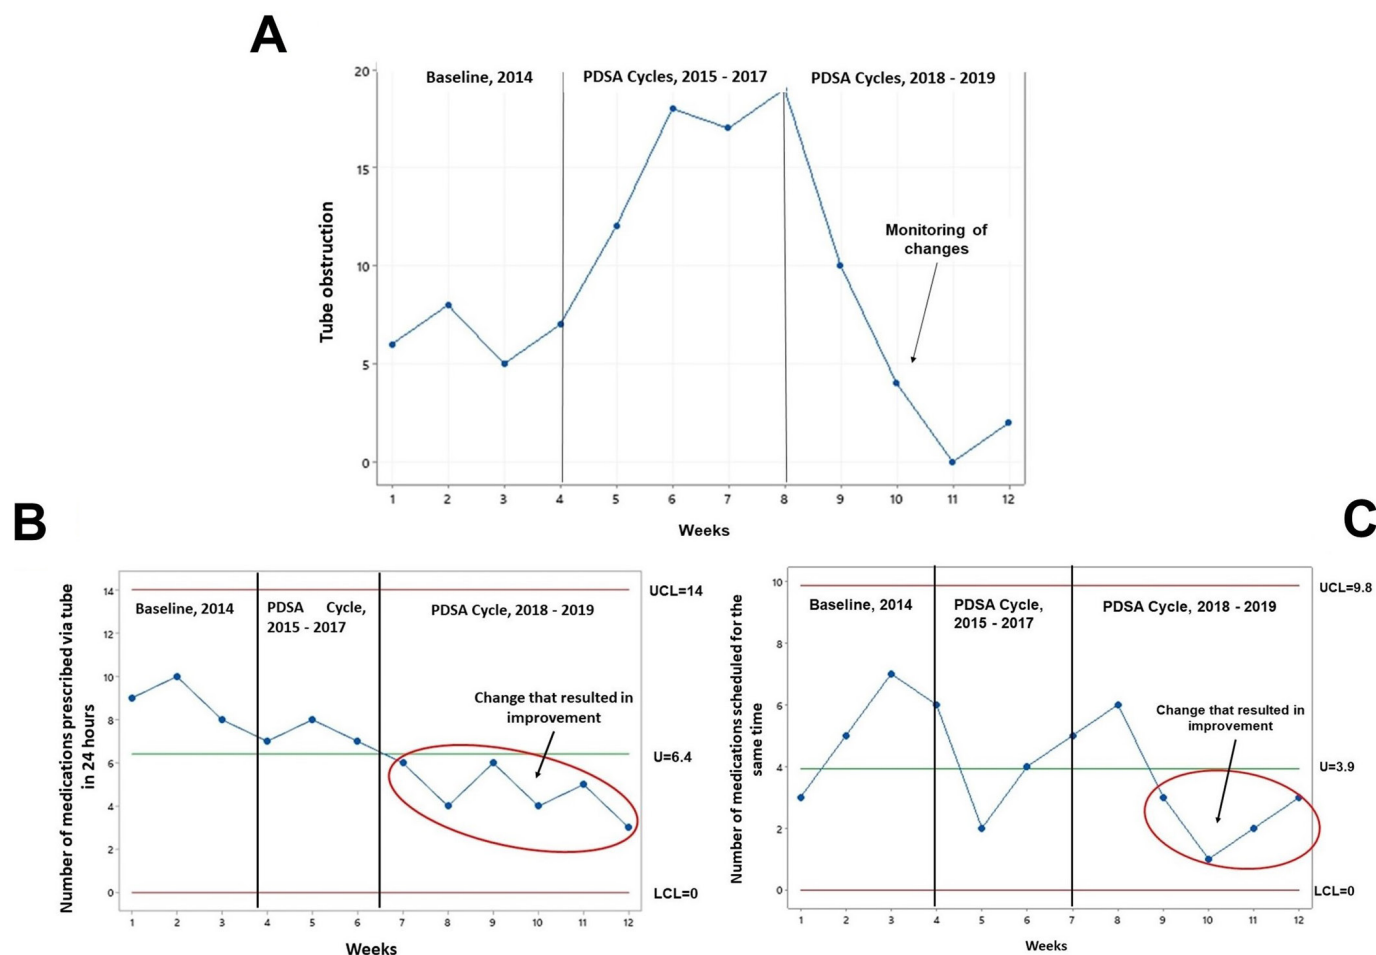 A
Baseline, 2014
PDSA Cycles, 2015 - 2017
PDSA Cycles, 2018 - 2019
20
15
10
5
0
Tube obstruction
Monitoring of
changes
1 2 3 4 5 6 7 8 9 10 11 12
Weeks
B
Number of medications prescribed via tube
in 24 hours
14
12
10
8
6
4
2
0
Baseline, 2014
PDSA Cycle,
2015 - 2017
PDSA Cycle, 2018 - 2019
Change that resulted in
improvement
UCL=14
U=6.4
LCL=0
1 2 3 4 5 6 7 8 9 10 11 12
Weeks
C
Number of medications scheduled for the
same time
10
8
6
4
2
0
Baseline, 2014
PDSA Cycle,
2015 - 2017
PDSA Cycle, 2018 - 2019
Change that resulted in
improvement
UCL=9.8
U=3.9
LCL=0
1 2 3 4 5 6 7 8 9 10 11 12
Weeks